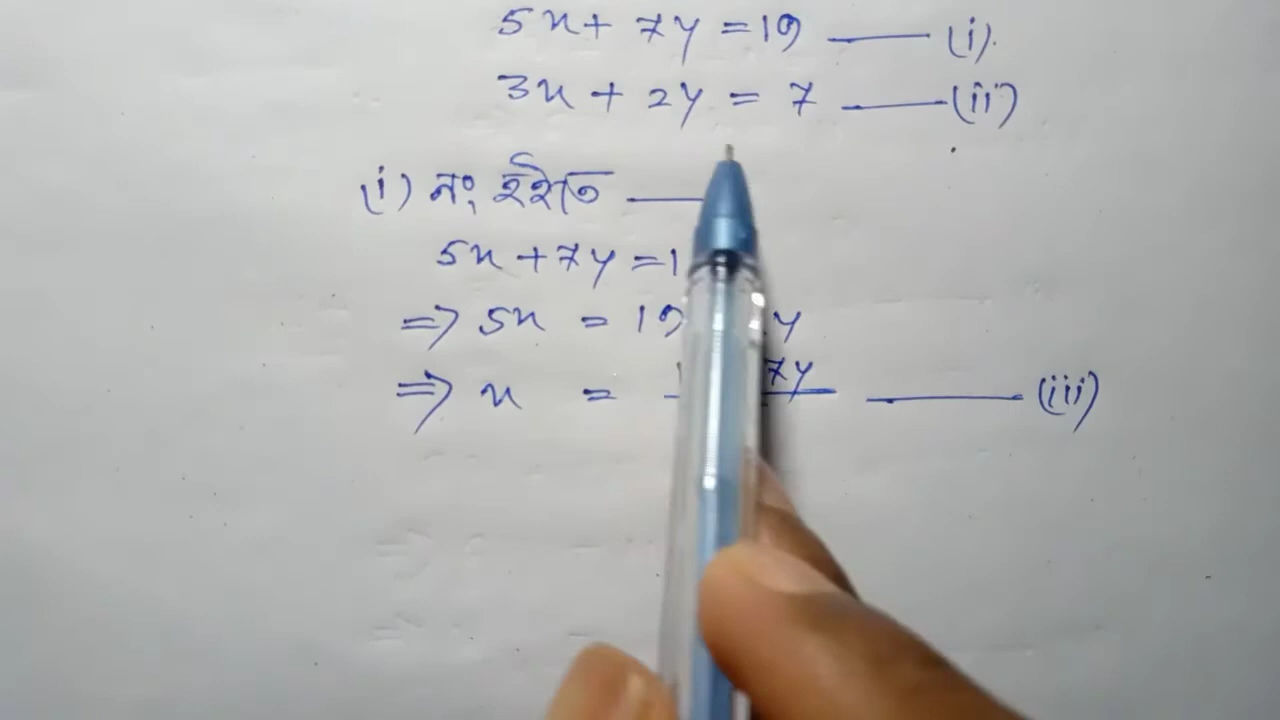 5x + 7y = 19 —— (i).
3x + 2y = 7 —— (ii)
(i) নং হইতে ——
5x + 7y = 1
=> 5x = 19 y
=> x = 7y —— (iii)